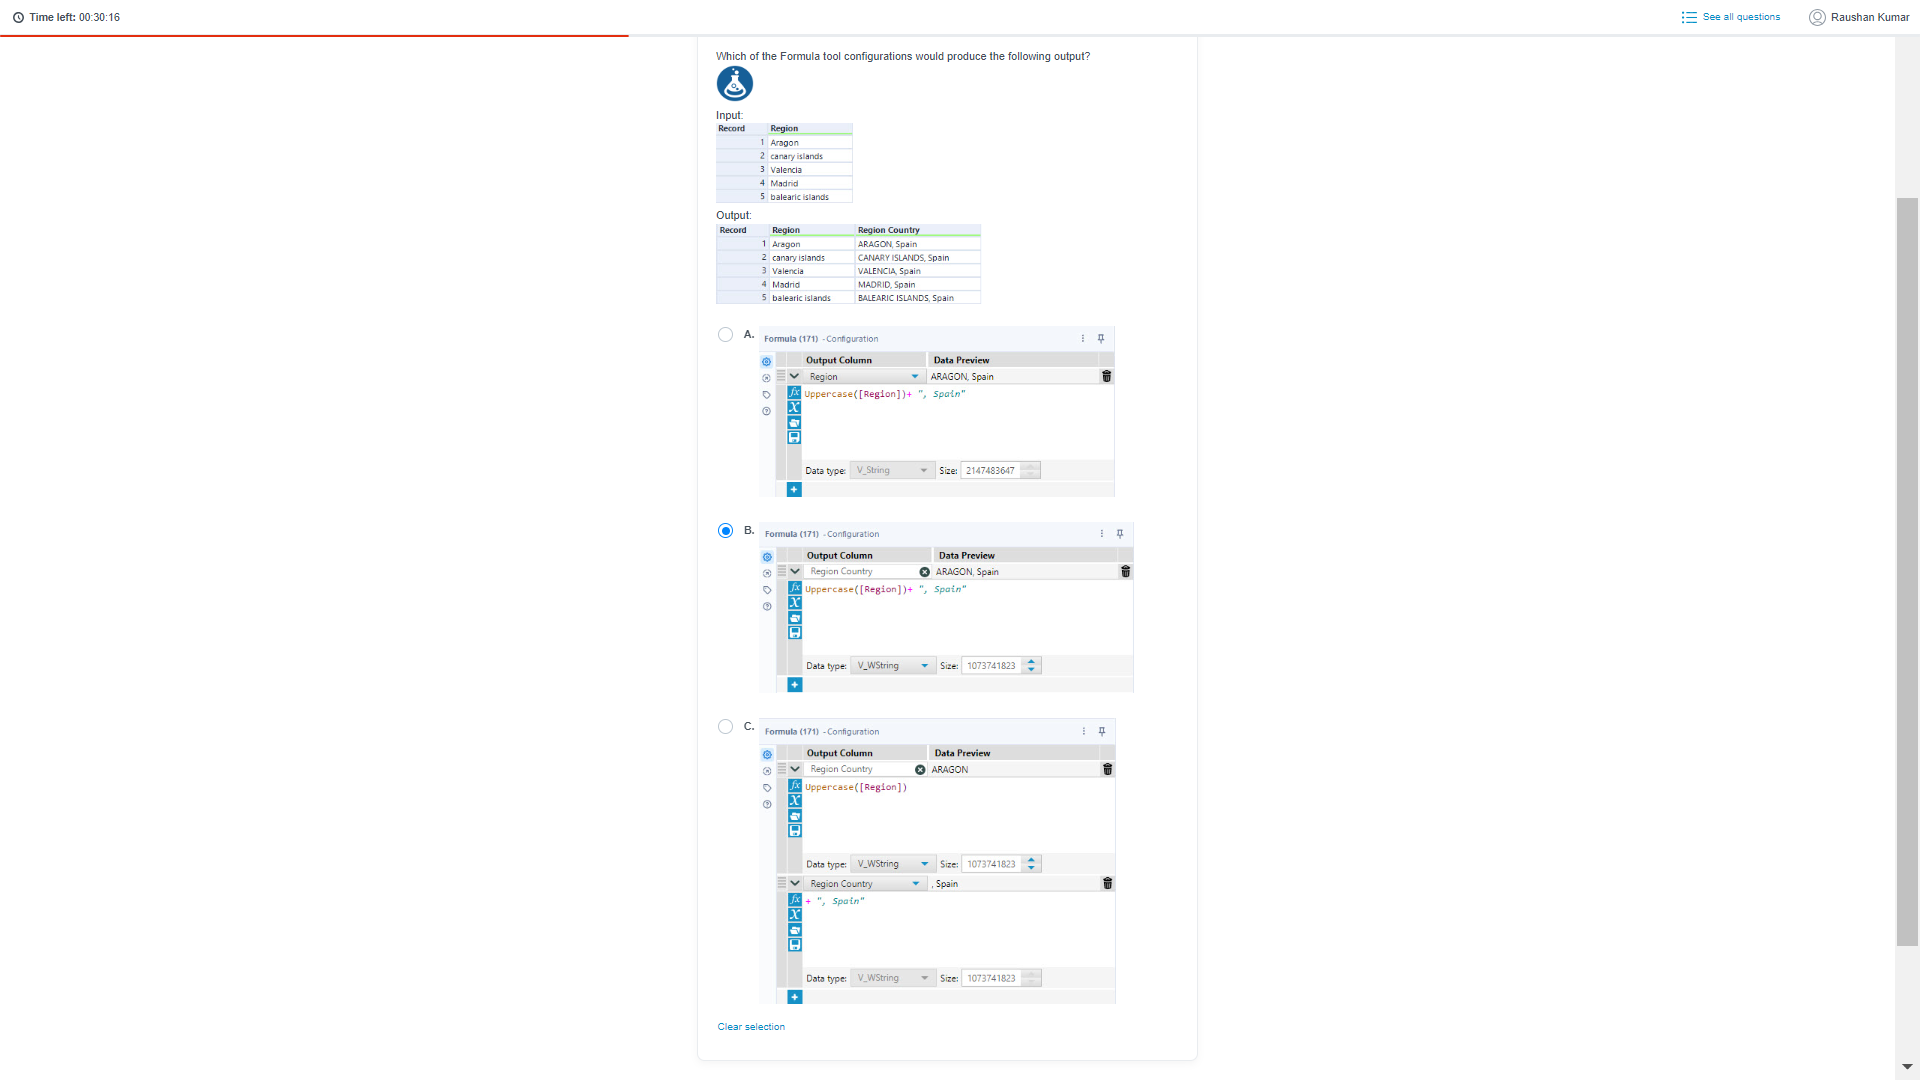 Time left: 00:30:16
See all questions
Raushan Kumar
Which of the Formula tool configurations would produce the following output?
Input:
Record Region
1 Aragon
2 canary islands
3 Valencia
4 Madrid
5 balearic islands
Output:
Record Region Region Country
1 Aragon ARAGON, Spain
2 canary islands CANARY ISLANDS, Spain
3 Valencia VALENCIA, Spain
4 Madrid MADRID, Spain
5 balearic islands BALEARIC ISLANDS, Spain
A.
Formula (171) - Configuration
Output Column Data Preview
Region ARAGON, Spain
Uppercase([Region])+ ", Spain"
Data type: V_String Size: 2147483647
B.
Formula (171) - Configuration
Output Column Data Preview
Region Country ARAGON, Spain
Uppercase([Region])+ ", Spain"
Data type: V_WString Size: 1073741823
C.
Formula (171) - Configuration
Output Column Data Preview
Region Country ARAGON
Uppercase([Region])
Data type: V_WString Size: 1073741823
Region Country , Spain
+ ", Spain"
Data type: V_WString Size: 1073741823
Clear selection